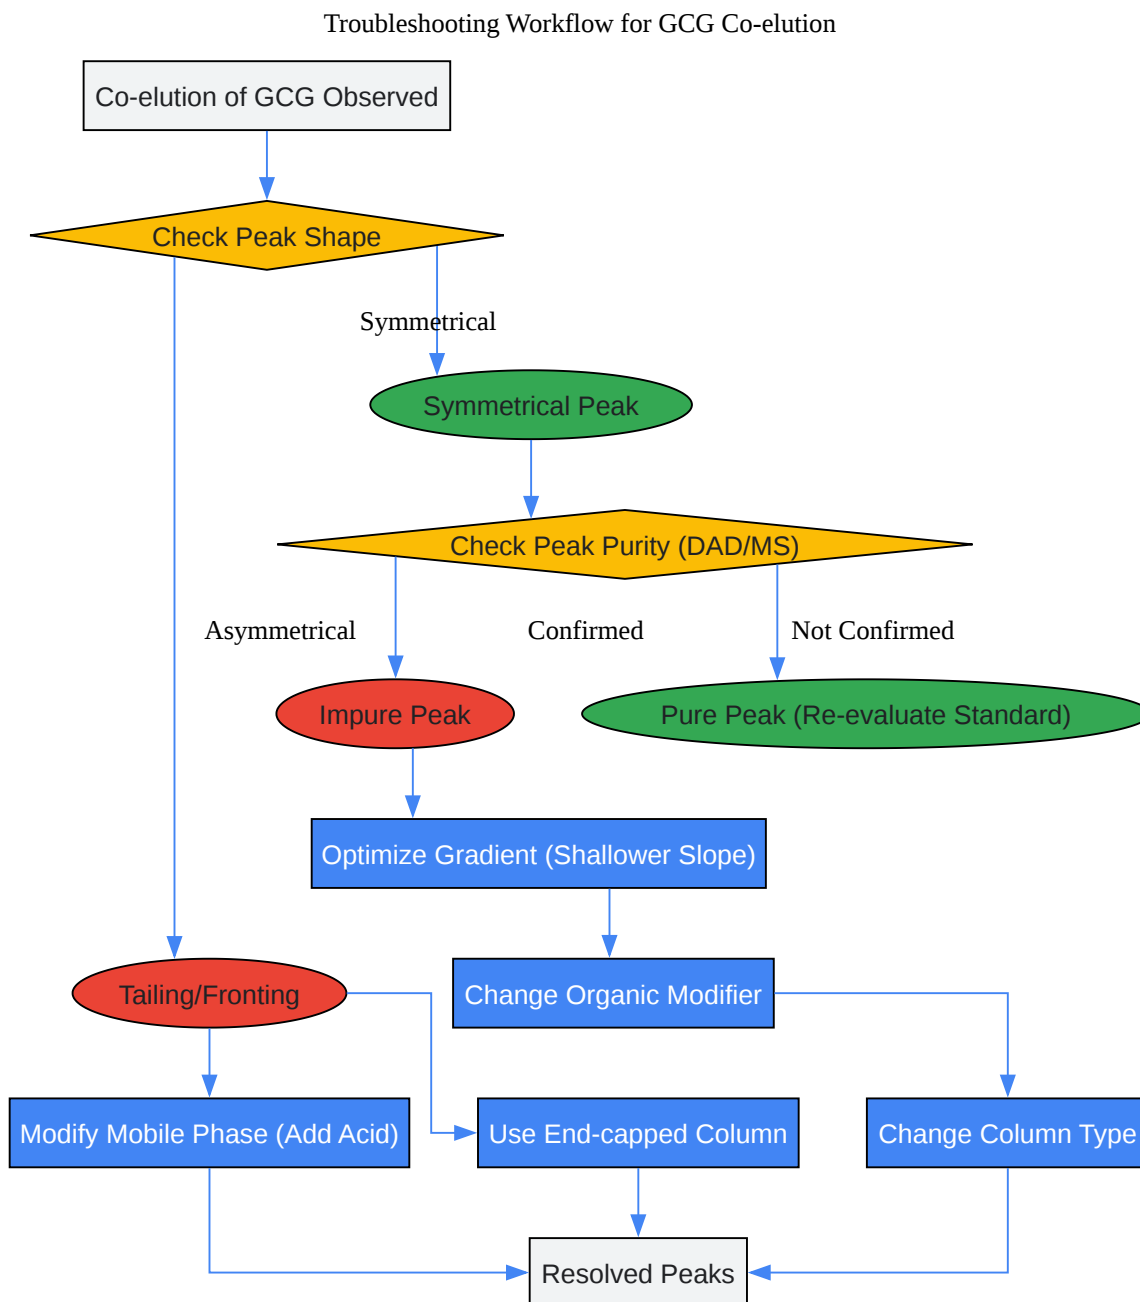 Troubleshooting Workflow for GCG Co-elution
Co-elution of GCG Observed
Check Peak Shape
Symmetrical
Symmetrical Peak
Check Peak Purity (DAD/MS)
Asymmetrical
Confirmed
Not Confirmed
Impure Peak
Pure Peak (Re-evaluate Standard)
Optimize Gradient (Shallower Slope)
Tailing/Fronting
Change Organic Modifier
Modify Mobile Phase (Add Acid)
Use End-capped Column
Change Column Type
Resolved Peaks